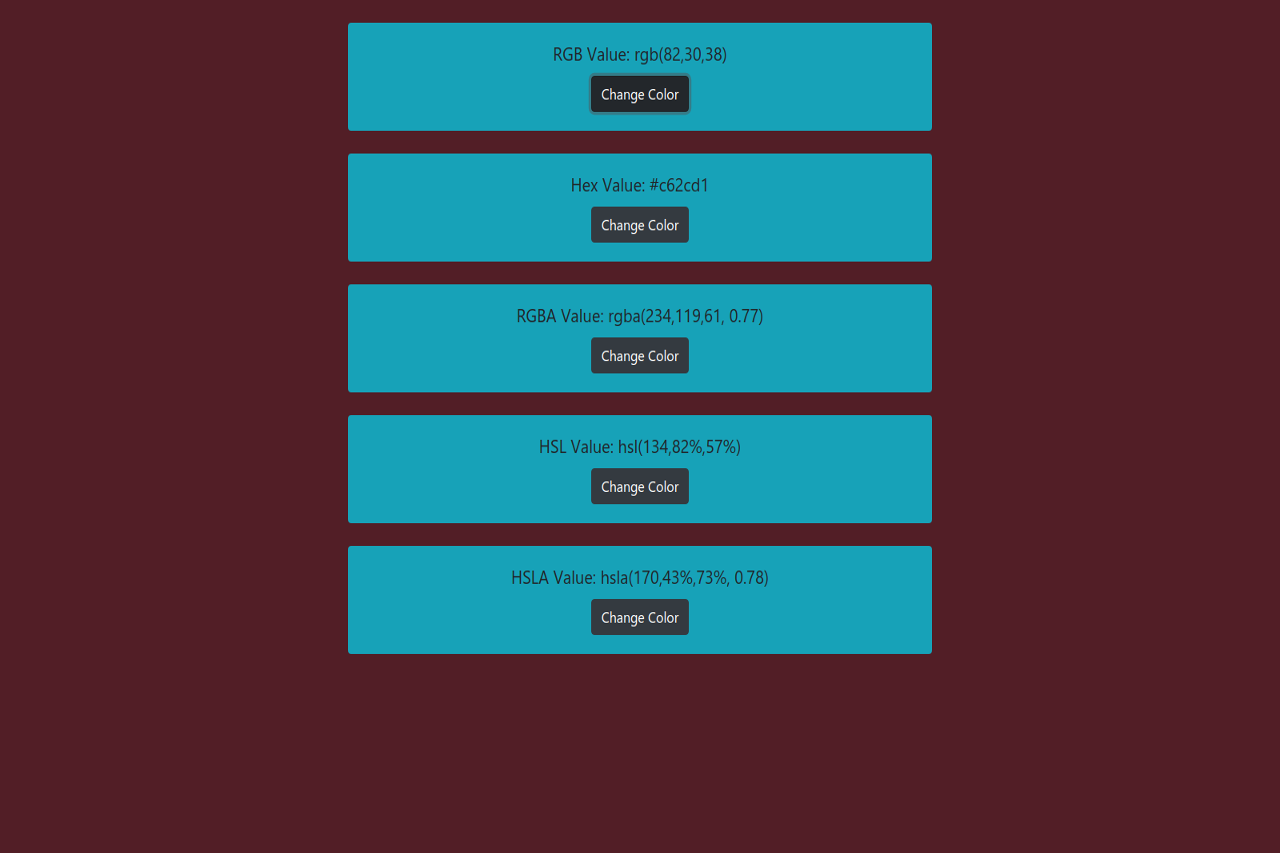 RGB Value: rgb(82,30,38)
Change Color
Hex Value: #c62cd1
Change Color
RGBA Value: rgba(234,119,61, 0.77)
Change Color
HSL Value: hsl(134,82%,57%)
Change Color
HSLA Value: hsla(170,43%,73%, 0.78)
Change Color